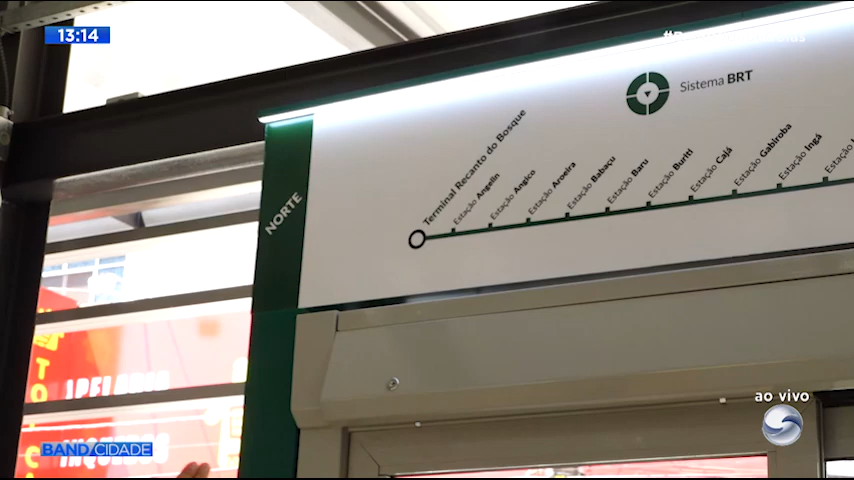 13:14
Sistema BRT
NORTE
Terminal Recanto do Bosque
Estação Angelin
Estação Angico
Estação Aroeira
Estação Babaçu
Estação Baru
Estação Buriti
Estação Cajá
Estação Gabiroba
Estação Ingá
ao vivo
BAND/CIDADE